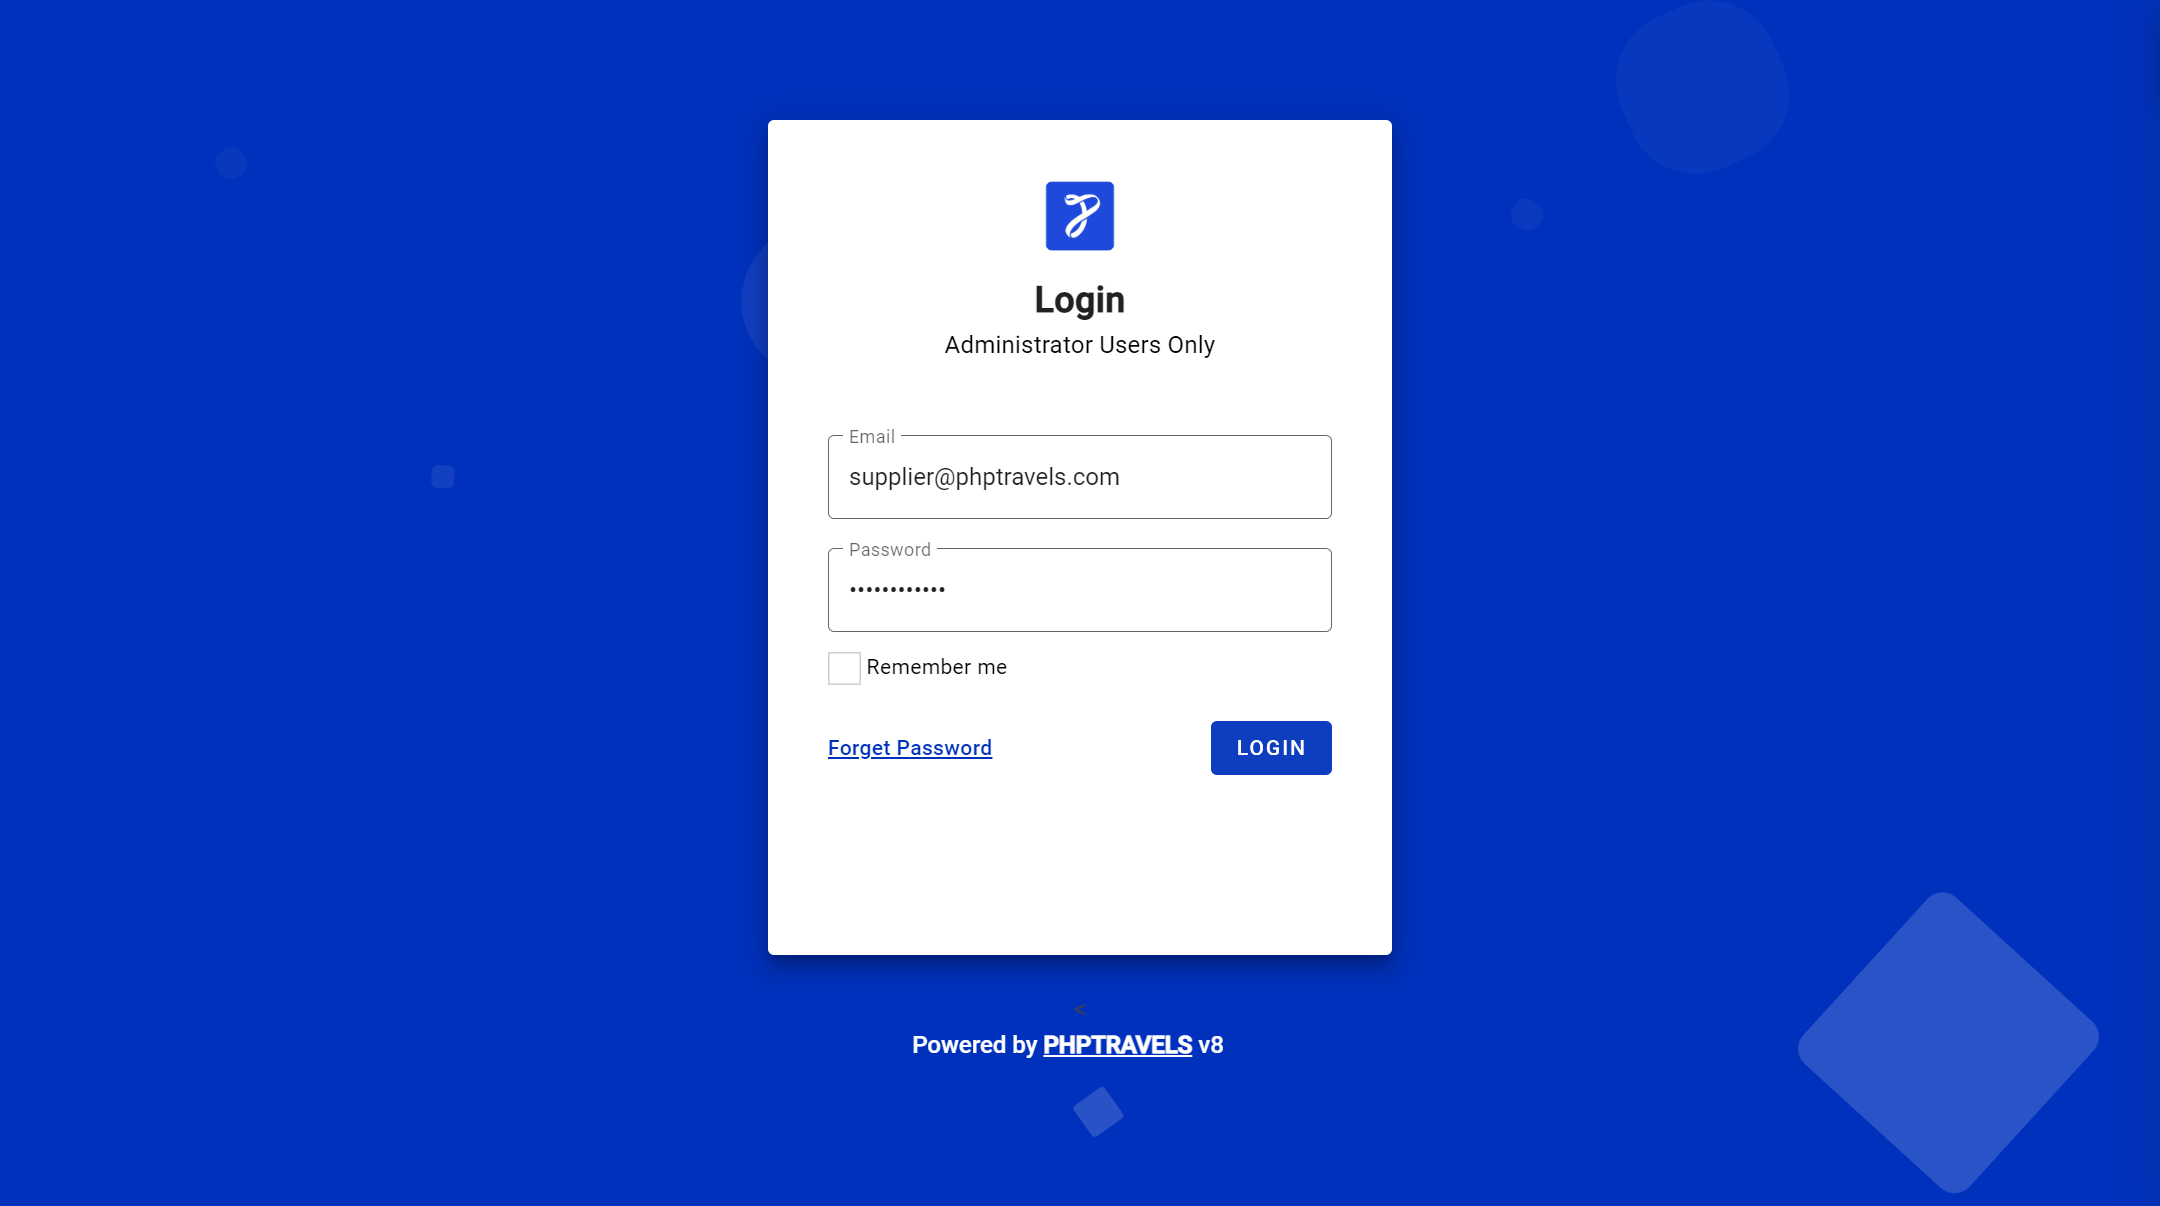 Login
Administrator Users Only
Email
supplier@phptravels.com
Password
••••••••••••
Remember me
Forget Password
LOGIN
<
Powered by PHPTRAVELS v8